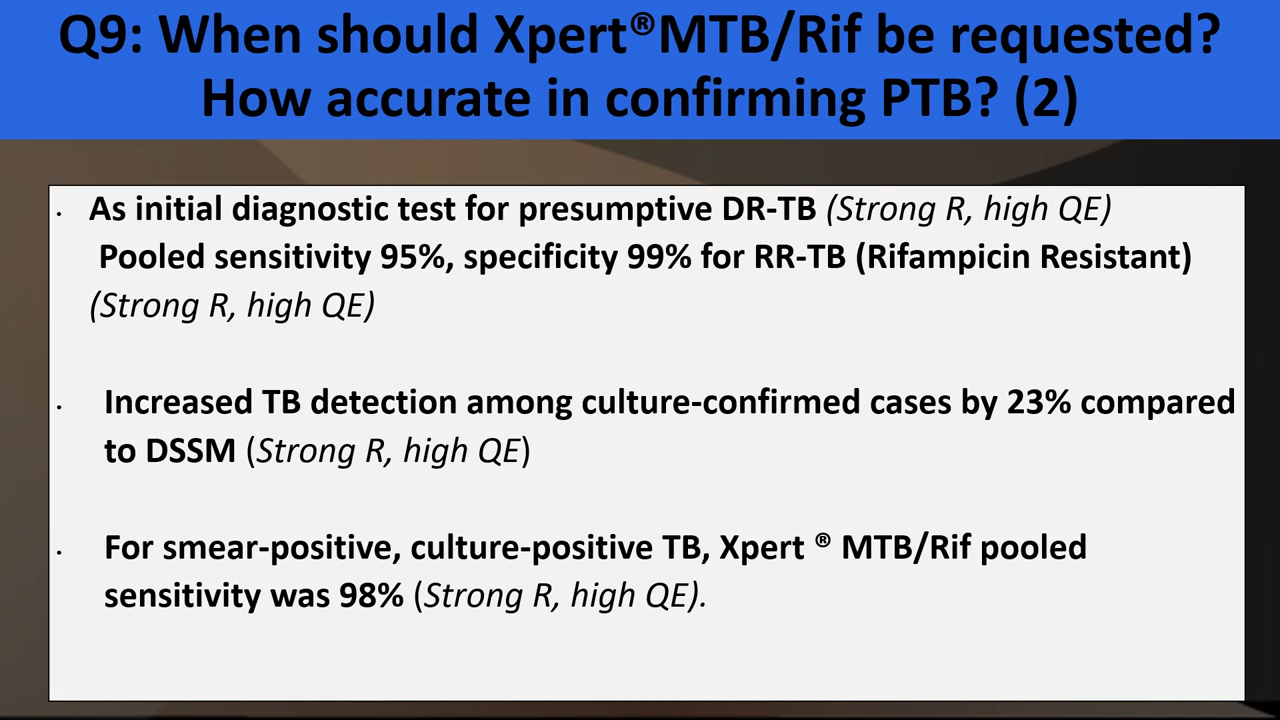 Q9: When should Xpert®MTB/Rif be requested?
How accurate in confirming PTB? (2)
• As initial diagnostic test for presumptive DR-TB (Strong R, high QE)
Pooled sensitivity 95%, specificity 99% for RR-TB (Rifampicin Resistant)
(Strong R, high QE)
• Increased TB detection among culture-confirmed cases by 23% compared
to DSSM (Strong R, high QE)
• For smear-positive, culture-positive TB, Xpert ® MTB/Rif pooled
sensitivity was 98% (Strong R, high QE).